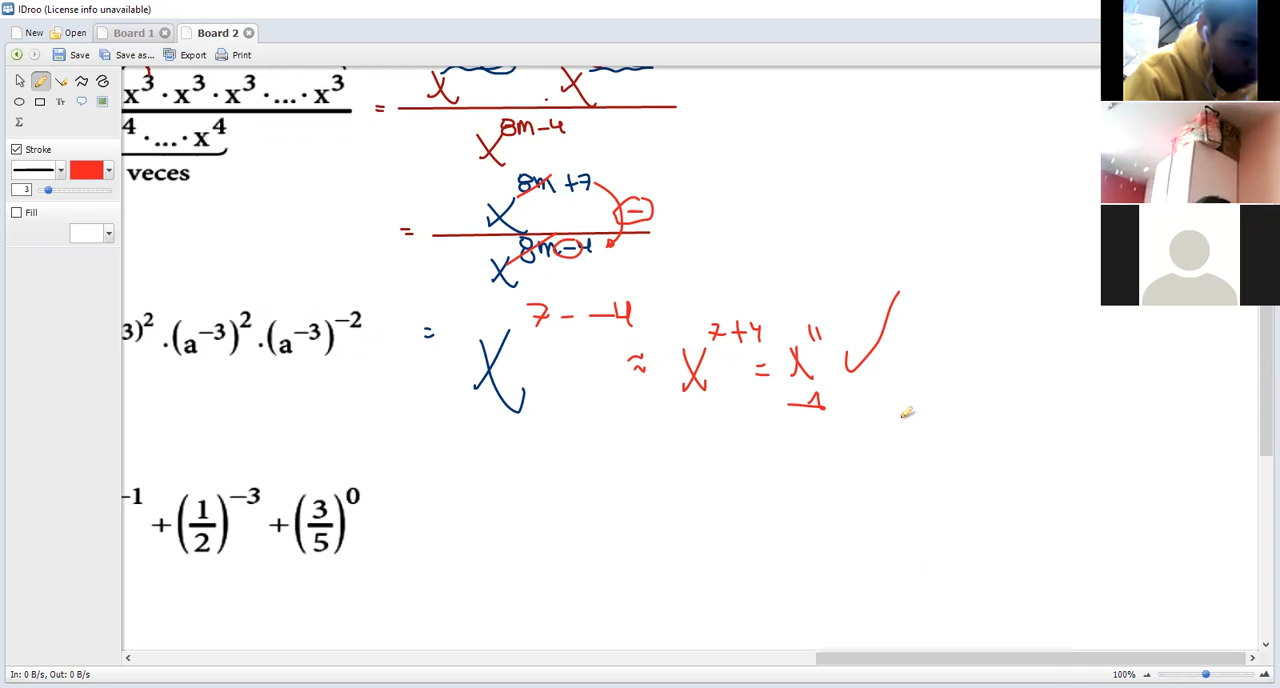 IDroo (License info unavailable)
New Open Board 1 Board 2
Save Save as... Export Print
Tr
Σ
Stroke
3
Fill
x³ · x³ · x³ · ... · x³
⁴ · ... · x⁴
veces
= x · x
x^8m-4
= x^8m+7 -
x^8m-4
3)² . (a⁻³)² . (a⁻³)⁻²
= x^7 - -4 ≈ x^7+4 = x^11 ✓
-1 + (1/2)⁻³ + (3/5)⁰
In: 0 B/s, Out: 0 B/s 100%